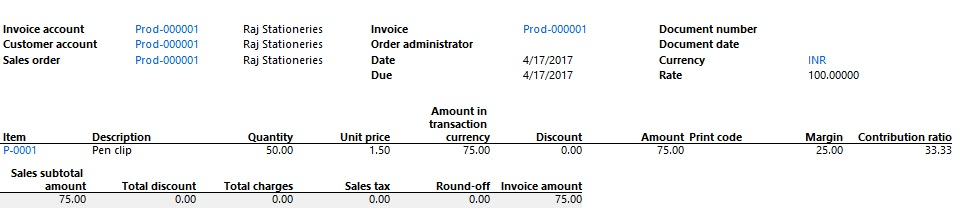 Invoice account Prod-000001 Raj Stationeries Invoice Prod-000001 Document number
Customer account Prod-000001 Raj Stationeries Order administrator Document date
Sales order Prod-000001 Raj Stationeries Date 4/17/2017 Currency INR
Due 4/17/2017 Rate 100.00000
Amount in
transaction
Item Description Quantity Unit price currency Discount Amount Print code Margin Contribution ratio
P-0001 Pen clip 50.00 1.50 75.00 0.00 75.00 25.00 33.33
Sales subtotal
amount Total discount Total charges Sales tax Round-off Invoice amount
75.00 0.00 0.00 0.00 0.00 75.00